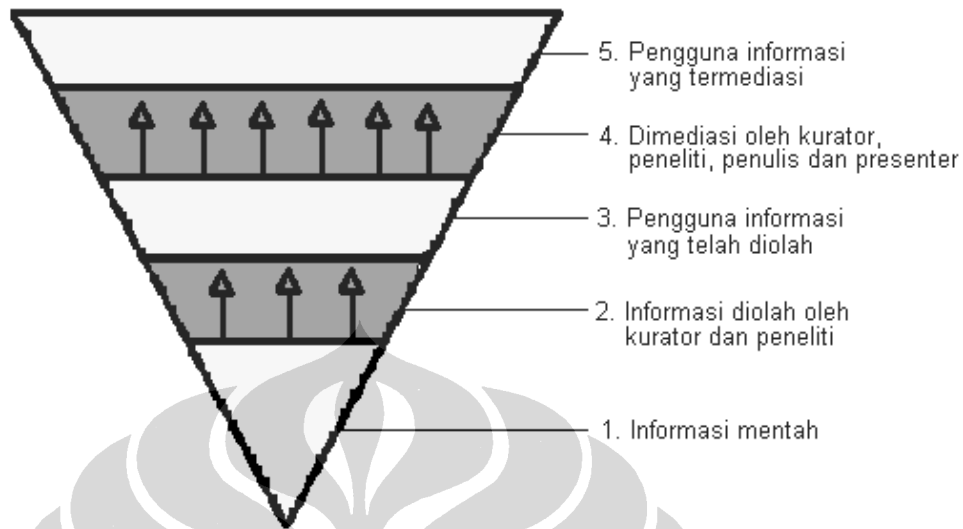 5. Pengguna informasi
yang termediasi
4. Dimediasi oleh kurator,
peneliti, penulis dan presenter
3. Pengguna informasi
yang telah diolah
2. Informasi diolah oleh
kurator dan peneliti
1. Informasi mentah